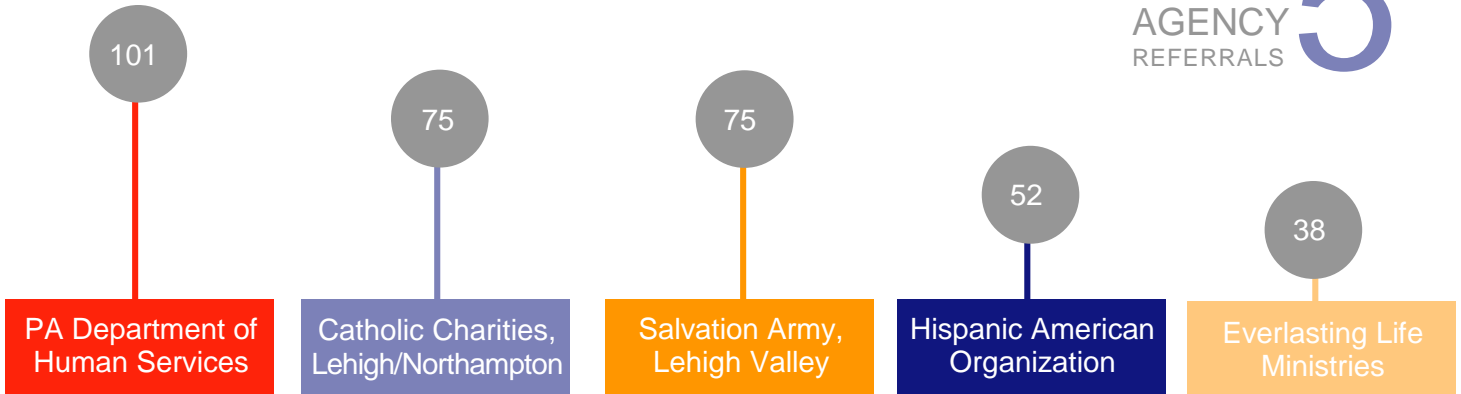 AGENCY
REFERRALS
101
75
75
52
38
PA Department of
Human Services
Catholic Charities,
Lehigh/Northampton
Salvation Army,
Lehigh Valley
Hispanic American
Organization
Everlasting Life
Ministries